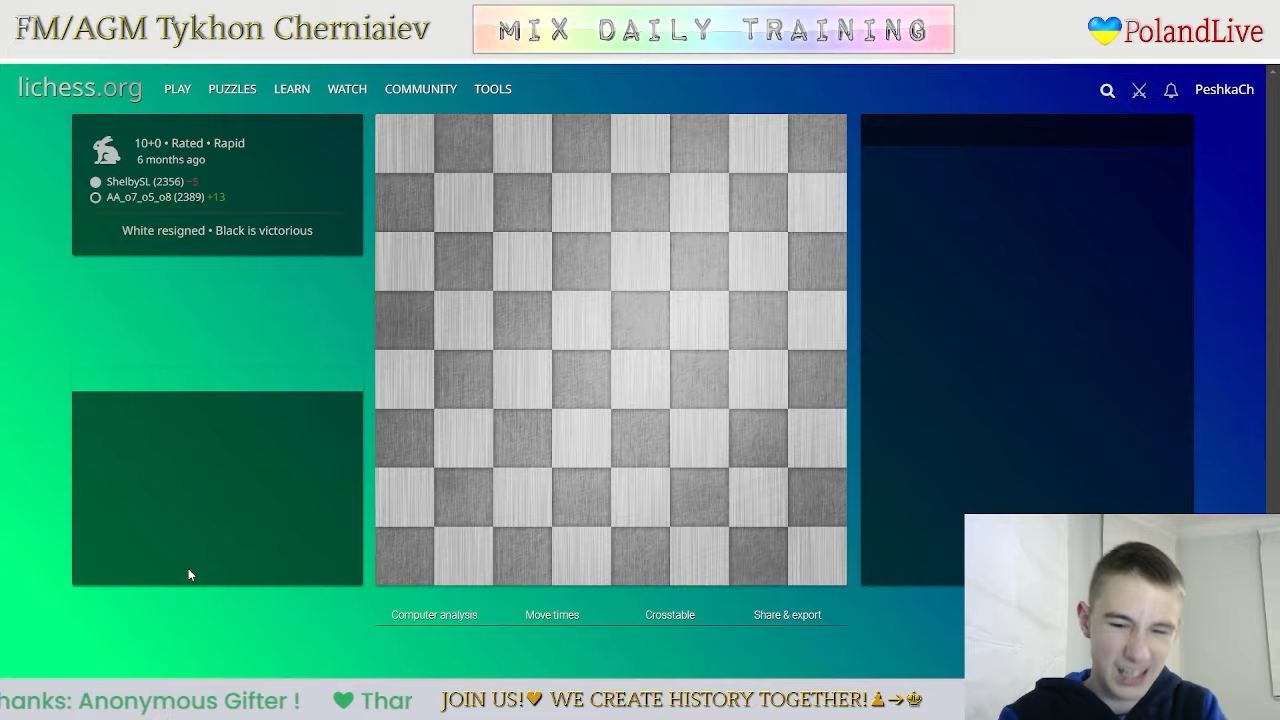 FM/AGM Tykhon Cherniaiev
MIX DAILY TRAINING
PolandLive
lichess.org
PLAY
PUZZLES
LEARN
WATCH
COMMUNITY
TOOLS
PeshkaCh
10+0 • Rated • Rapid
6 months ago
ShelbySL (2356) −5
AA_o7_o5_o8 (2389) +13
White resigned • Black is victorious
Computer analysis
Move times
Crosstable
Share & export
hanks: Anonymous Gifter !
Thar
JOIN US! WE CREATE HISTORY TOGETHER!